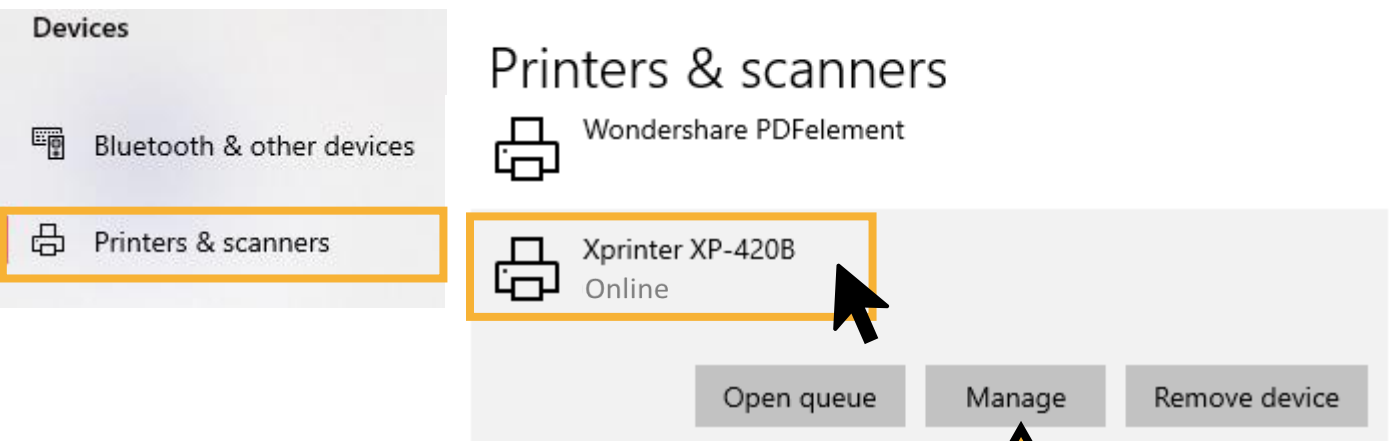 Devices
Bluetooth & other devices
Printers & scanners
Printers & scanners
Wondershare PDFelement
Xprinter XP-420B
Online
Open queue
Manage
Remove device